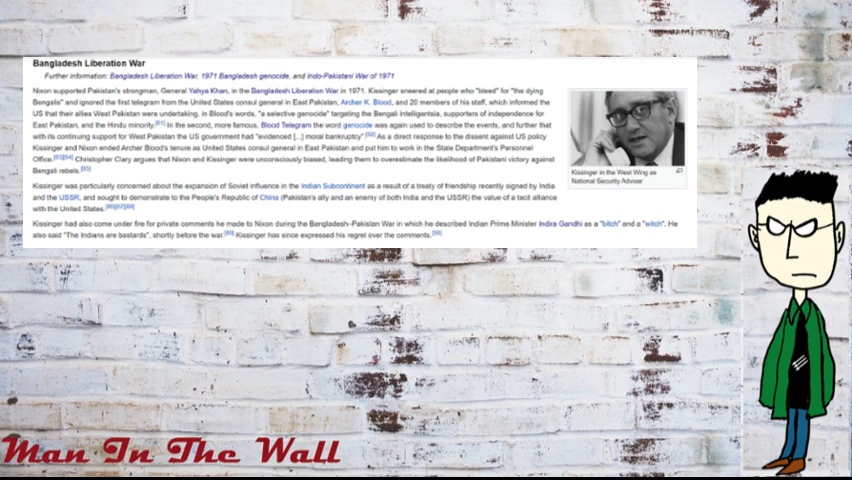 Bangladesh Liberation War
Further information: Bangladesh Liberation War, 1971 Bangladesh genocide, and Indo-Pakistani War of 1971
Nixon supported Pakistan's strongmen, General Yahya Khan, in the Bangladesh Liberation War in 1971. Kissinger sneered at people who "bleed" for "the dying
Bengalis" and ignored the first telegram from the United States consul general in East Pakistan, Archer K. Blood, and 20 members of his staff, which informed the
US that their allies West Pakistan were undertaking, in Blood's words, "a selective genocide" targeting the Bengali intelligentsia, supporters of independence for
East Pakistan, and the Hindu minority.[81] In the second, more famous, Blood Telegram the word genocide was again used to describe the events, and further that
with its continuing support for West Pakistan the US government had "evidenced [...] moral bankruptcy".[82] As a direct response to the dissent against US policy
Kissinger and Nixon ended Archer Blood's tenure as United States consul general in East Pakistan and put him to work in the State Department's Personnel
Office.[83][84] Christopher Clary argues that Nixon and Kissinger were unconsciously biased, leading them to overestimate the likelihood of Pakistani victory against
Bengali rebels.[85]
Kissinger in the West Wing as
National Security Adviser
Kissinger was particularly concerned about the expansion of Soviet influence in the Indian Subcontinent as a result of a treaty of friendship recently signed by India
and the USSR, and sought to demonstrate to the People's Republic of China (Pakistan's ally and an enemy of both India and the USSR) the value of a tacit alliance
with the United States.[86][87][88]
Kissinger had also come under fire for private comments he made to Nixon during the Bangladesh–Pakistan War in which he described Indian Prime Minister Indira Gandhi as a "bitch" and a "witch". He
also said "The Indians are bastards", shortly before the war.[89] Kissinger has since expressed his regret over the comments.[90]
Man In The Wall